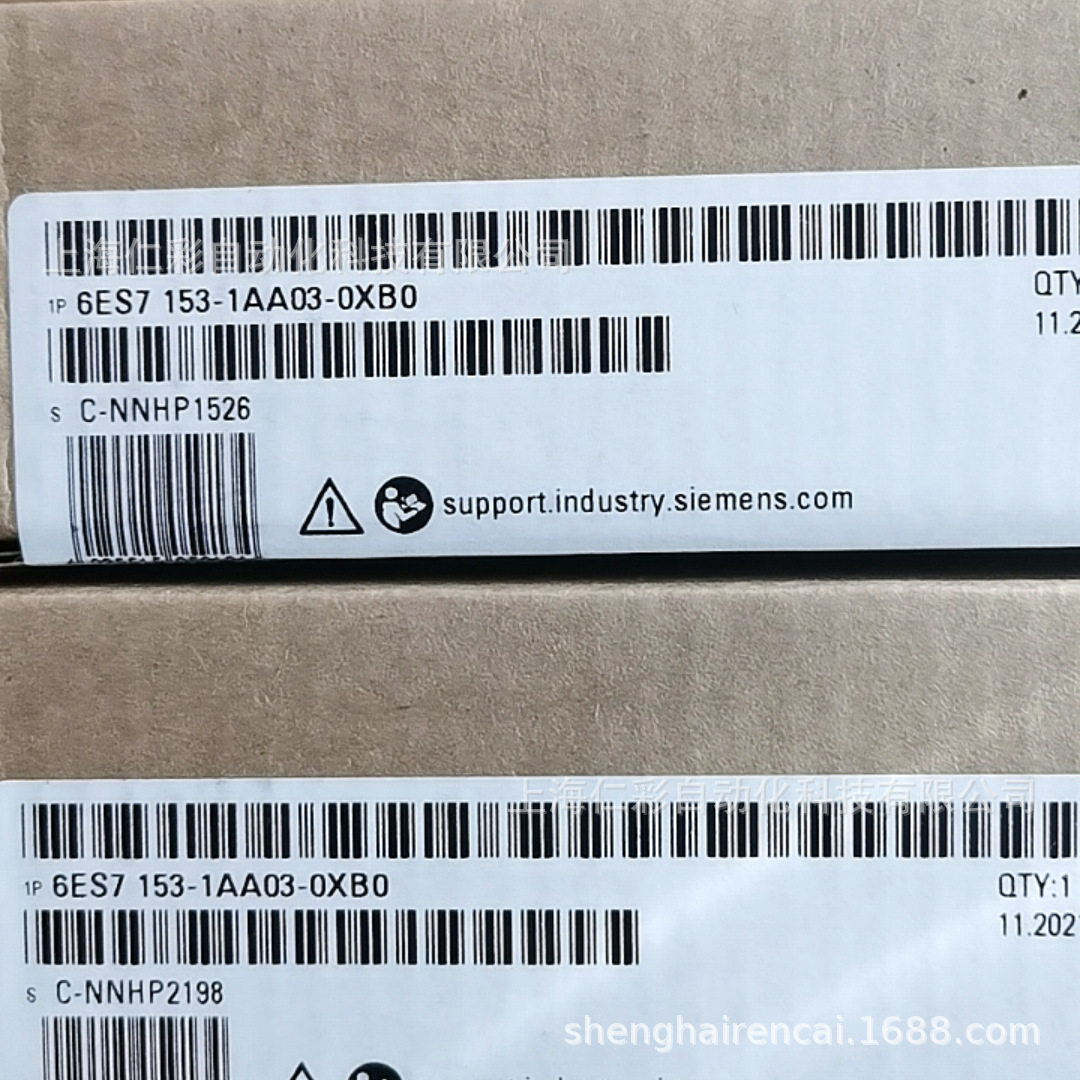 上海仁彩自动化科技有限公司
1P 6ES7 153-1AA03-0XB0
QTY
11.2
S C-NNHP1526
support.industry.siemens.com
上海仁彩自动化科技有限公司
1P 6ES7 153-1AA03-0XB0
QTY:1
11.202
S C-NNHP2198
shenghairencai.1688.com